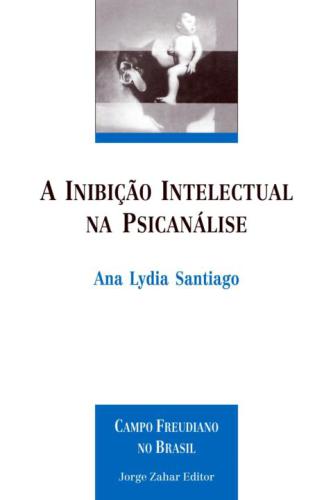 A INIBIÇÃO INTELECTUAL
NA PSICANÁLISE
Ana Lydia Santiago
CAMPO FREUDIANO
NO BRASIL
Jorge Zahar Editor